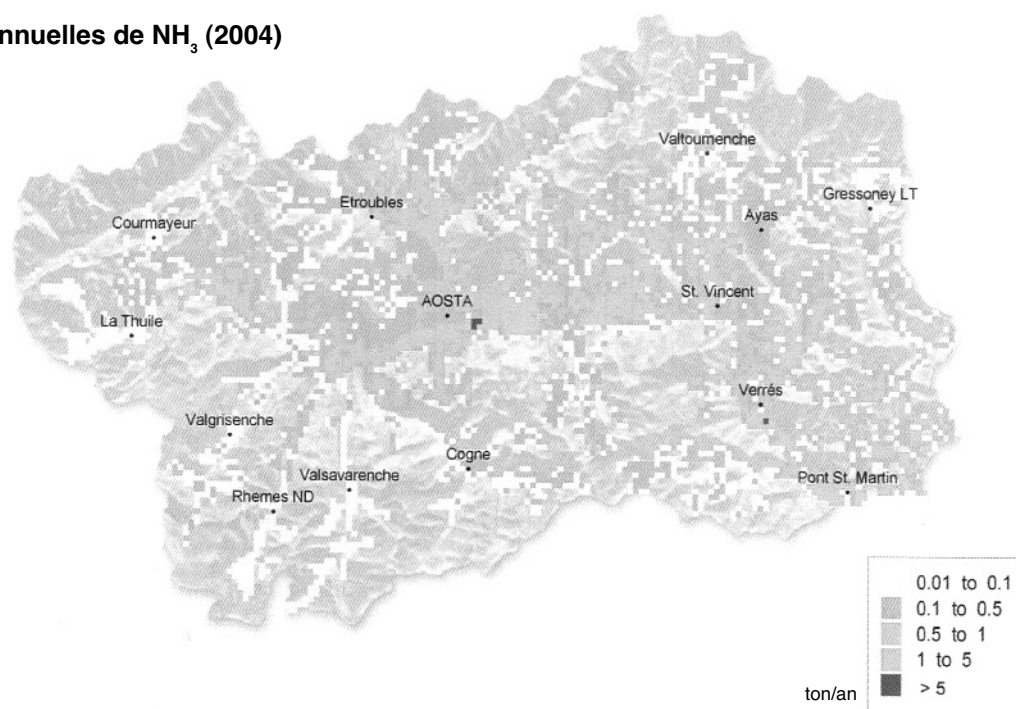 nnuelles de NH₃ (2004)
Valtournenche
Gressoney LT
Etroubles
Courmayeur
Ayas
AOSTA
St. Vincent
La Thuile
Verrés
Valgrisenche
Cogne
Valsavarenche
Pont St. Martin
Rhemes ND
0.01 to 0.1
0.1 to 0.5
0.5 to 1
1 to 5
> 5
ton/an